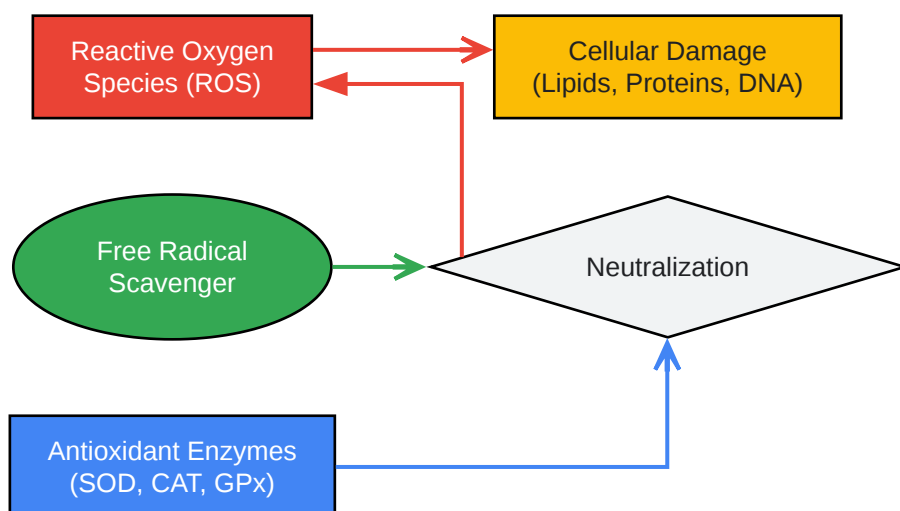 Reactive Oxygen
Species (ROS)
Cellular Damage
(Lipids, Proteins, DNA)
Free Radical
Scavenger
Neutralization
Antioxidant Enzymes
(SOD, CAT, GPx)